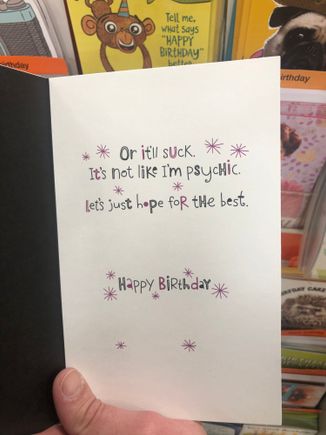 Tell me,
what says
"HAPPY
BIRTHDAY"
better
Or it'll suck.
It's not like I'm psychic.
Let's just hope for the best.
Happy Birthday